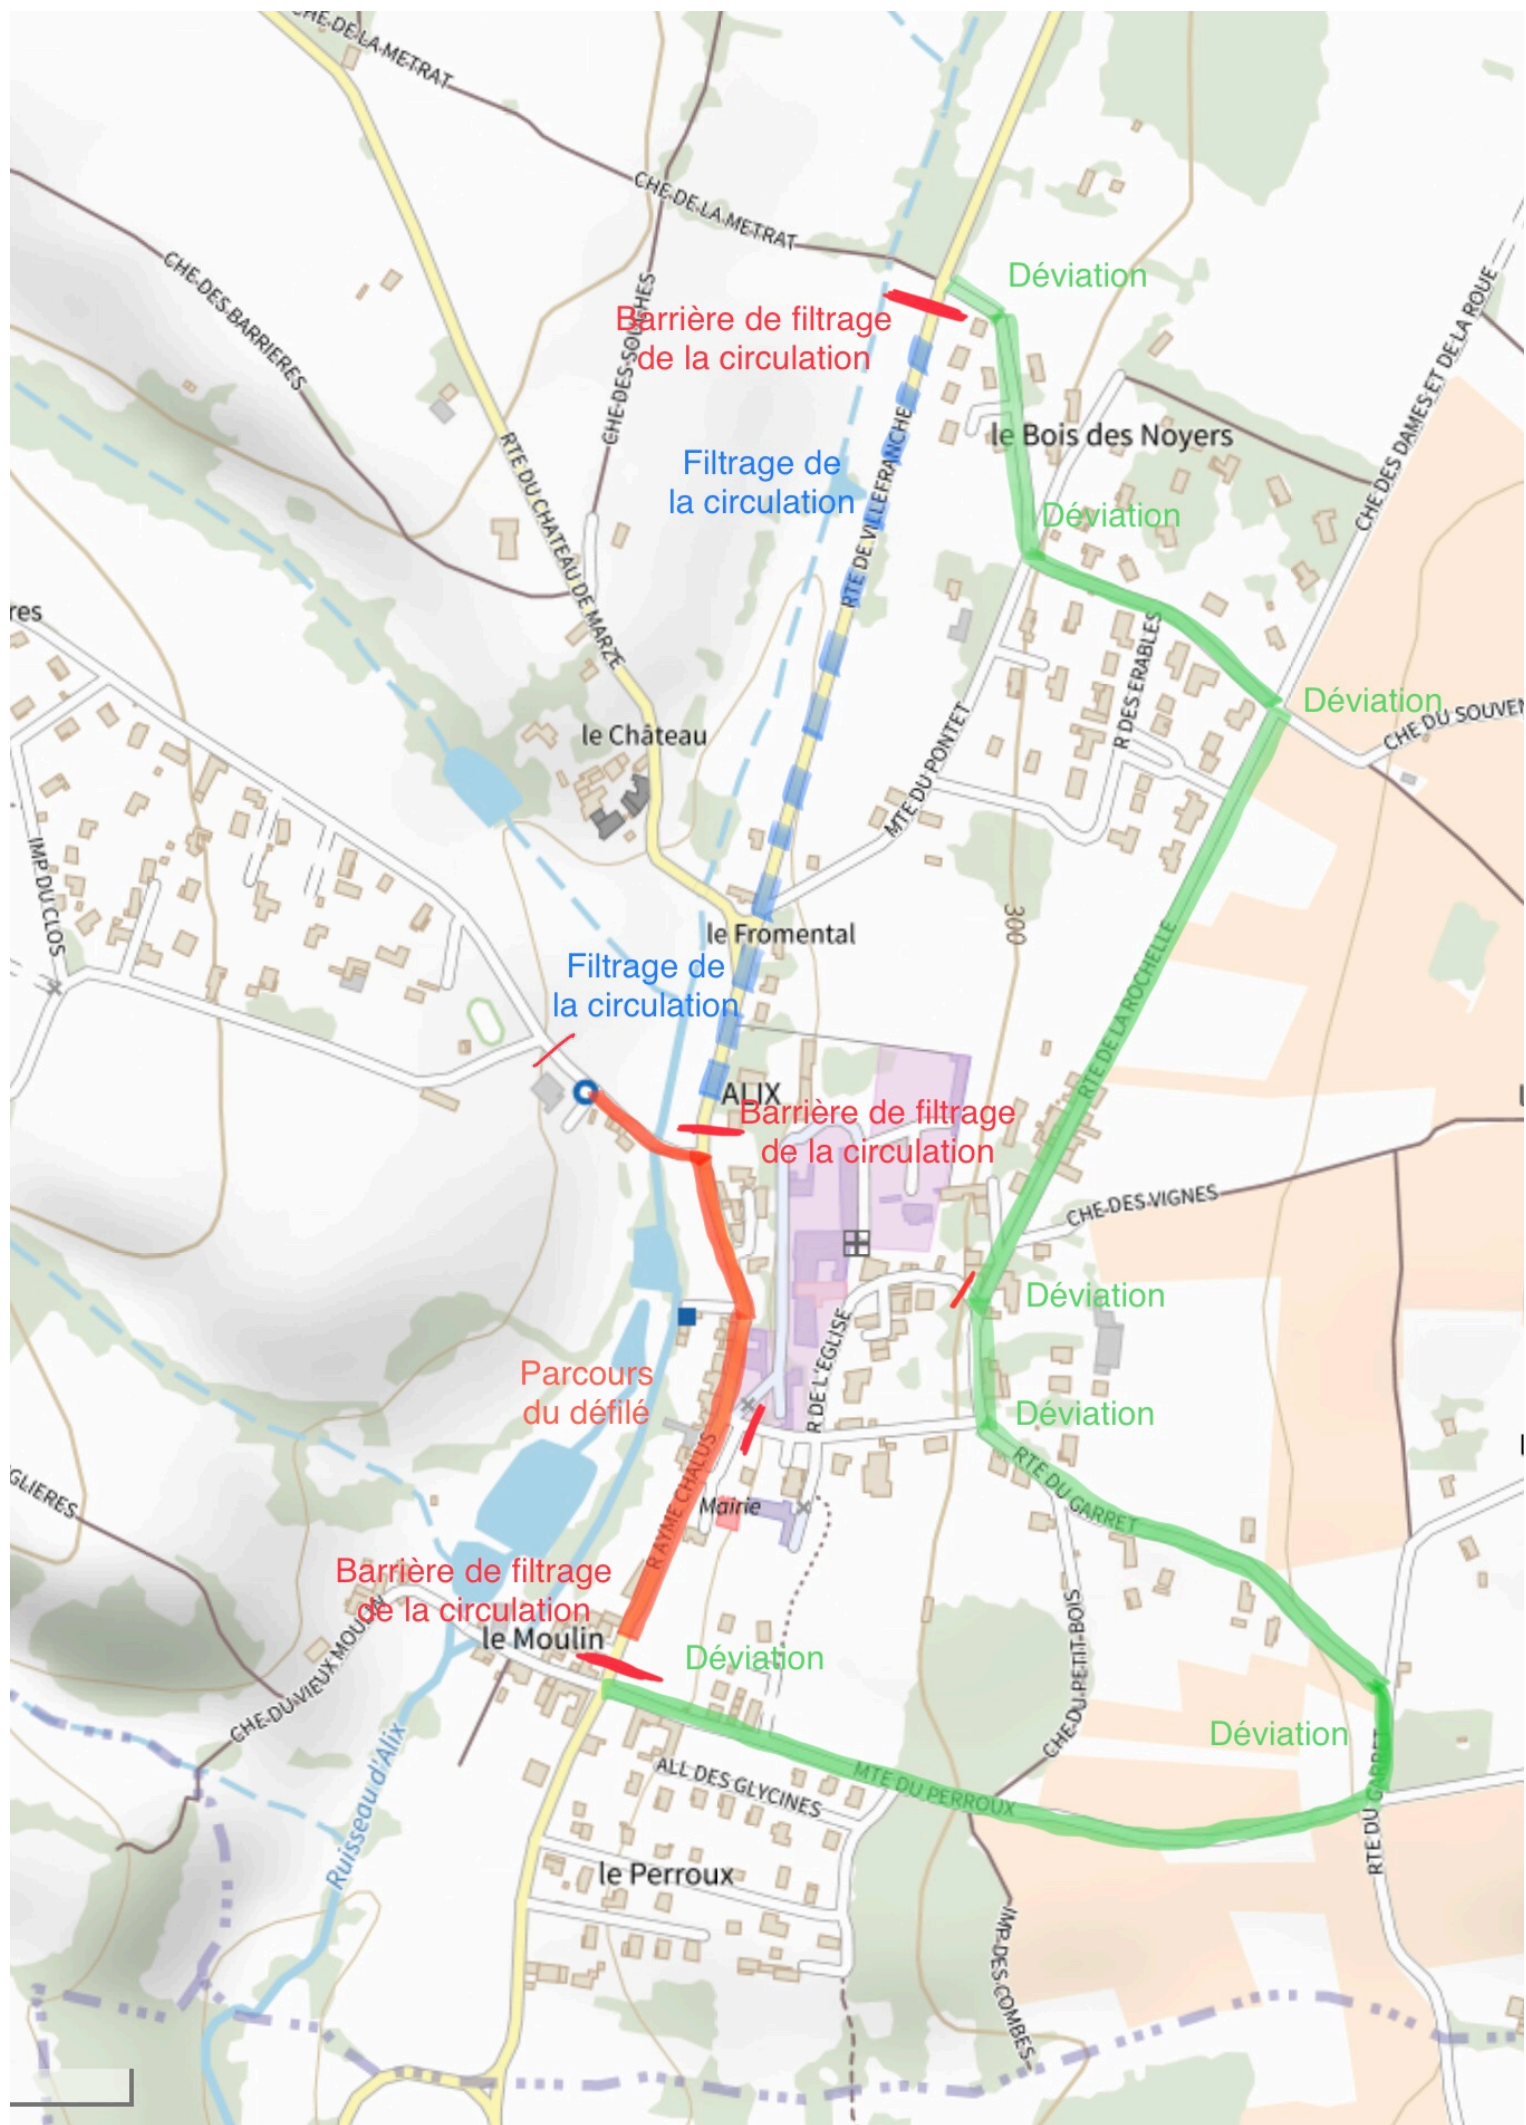 CHE DE LA METRAT
CHE DE LA METRAT
CHE DES BARRIERES
CHE DES SOUCHES
Déviation
Barrière de filtrage
de la circulation
CHE DES DAMES ET DE LA ROUE
RTE DU CHATEAU DE MARZE
Filtrage de
la circulation
RTE DE VILLEFRANCHE
le Bois des Noyers
Déviation
res
R DES ERABLES
Déviation
CHE DU SOUVEN
le Château
MTE DU PONTET
IMP DU CLOS
300
le Fromental
Filtrage de
la circulation
RTE DE LA ROCHELLE
ALIX
Barrière de filtrage
de la circulation
CHE DES VIGNES
Déviation
R DE L'EGLISE
Parcours
du défilé
Déviation
R AYME CHALUS
RTE DU GARRET
GLIERES
Mairie
Barrière de filtrage
de la circulation
le Moulin
CHE DU VIEUX MOULIN
Déviation
CHE DU PETIT BOIS
Déviation
RTE DU GARRET
Ruisseau d'Alix
ALL DES GLYCINES
MTE DU PERROUX
le Perroux
IMP DES COMBES